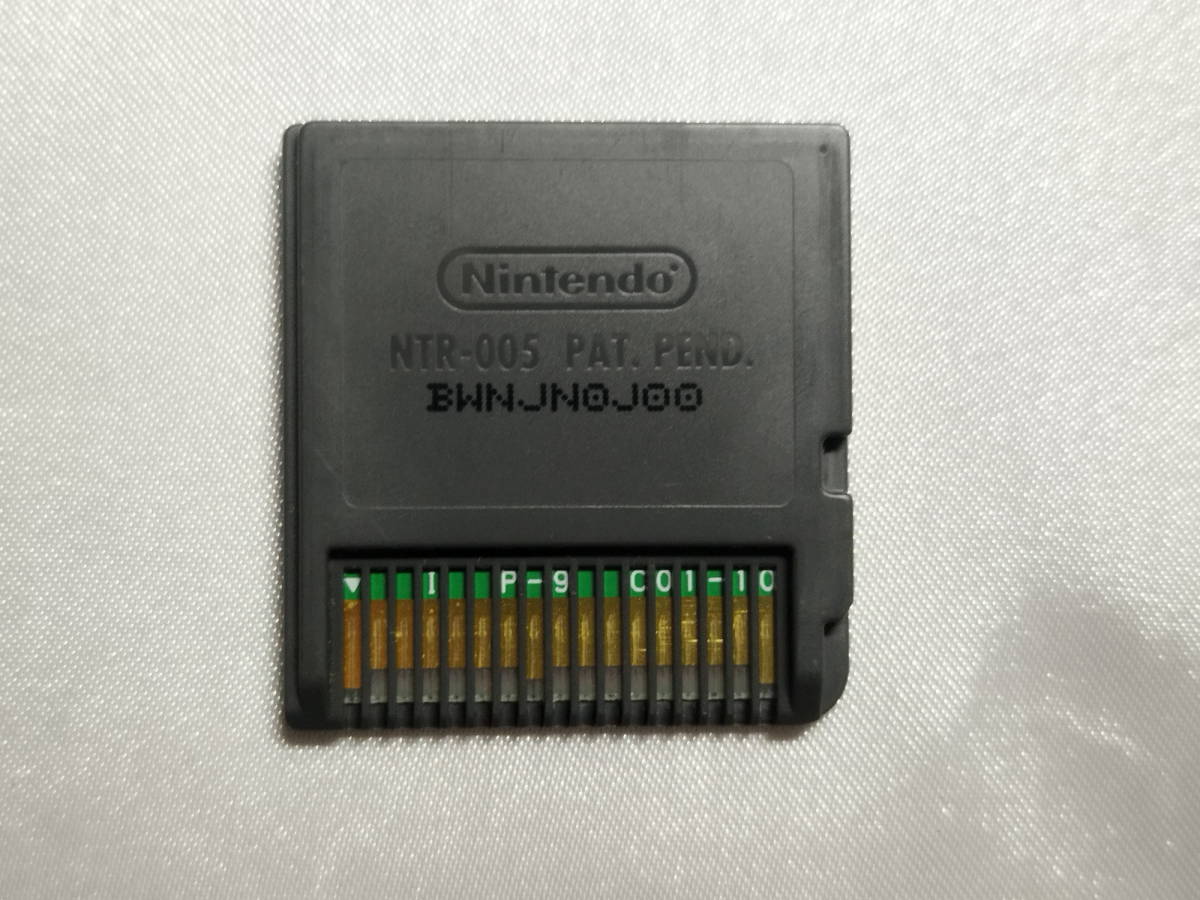 Nintendo
NTR-005 PAT. PEND.
BWNJN0J00
▼ I P-9 C01-10